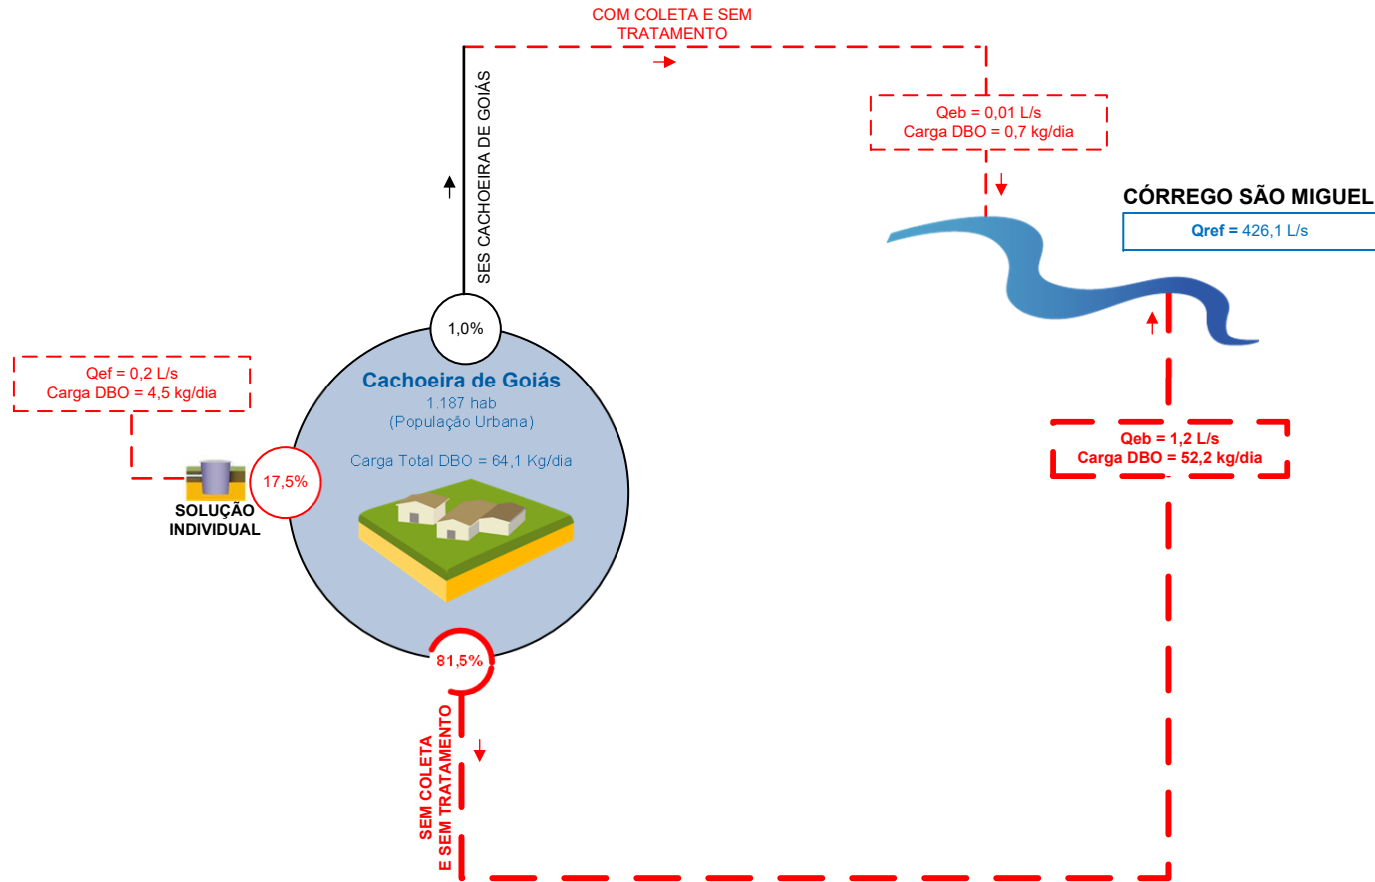 COM COLETA E SEM
TRATAMENTO
SES CACHOEIRA DE GOIÁS
Qeb = 0,01 L/s
Carga DBO = 0,7 kg/dia
CÓRREGO SÃO MIGUEL
Qref = 426,1 L/s
1,0%
Cachoeira de Goiás
1.187 hab
(População Urbana)
Carga Total DBO = 64,1 Kg/dia
Qef = 0,2 L/s
Carga DBO = 4,5 kg/dia
17,5%
SOLUÇÃO
INDIVIDUAL
Qeb = 1,2 L/s
Carga DBO = 52,2 kg/dia
81,5%
SEM COLETA
E SEM TRATAMENTO